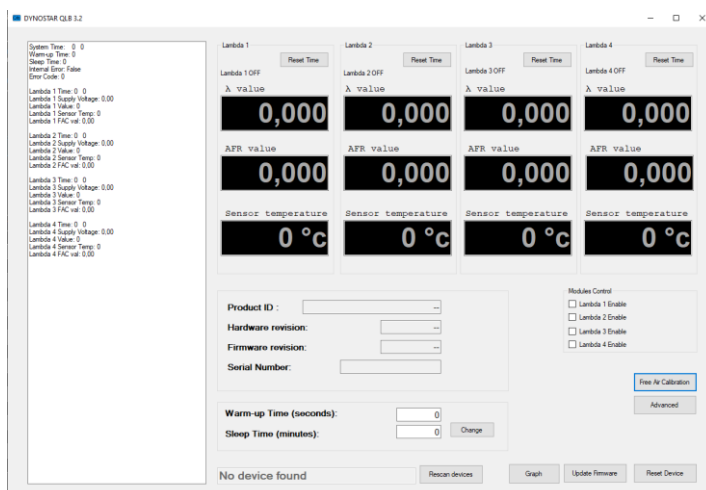 DYNOSTAR QLB 3.2
System Time: 0 0
Warm-up Time: 0
Sleep Time: 0
Internal Error: False
Error Code: 0
Lambda 1 Time: 0 0
Lambda 1 Supply Voltage: 0,00
Lambda 1 Value: 0
Lambda 1 Sensor Temp: 0
Lambda 1 FAC val: 0,00
Lambda 2 Time: 0 0
Lambda 2 Supply Voltage: 0,00
Lambda 2 Value: 0
Lambda 2 Sensor Temp: 0
Lambda 2 FAC val: 0,00
Lambda 3 Time: 0 0
Lambda 3 Supply Voltage: 0,00
Lambda 3 Value: 0
Lambda 3 Sensor Temp: 0
Lambda 3 FAC val: 0,00
Lambda 4 Time: 0 0
Lambda 4 Supply Voltage: 0,00
Lambda 4 Value: 0
Lambda 4 Sensor Temp: 0
Lambda 4 FAC val: 0,00
Lambda 1
Reset Time
Lambda 1 OFF
λ value
0,000
AFR value
0,000
Sensor temperature
0 °c
Lambda 2
Reset Time
Lambda 2 OFF
λ value
0,000
AFR value
0,000
Sensor temperature
0 °c
Lambda 3
Reset Time
Lambda 3 OFF
λ value
0,000
AFR value
0,000
Sensor temperature
0 °c
Lambda 4
Reset Time
Lambda 4 OFF
λ value
0,000
AFR value
0,000
Sensor temperature
0 °c
Product ID : --
Hardware revision: --
Firmware revision: --
Serial Number:
Modules Control
Lambda 1 Enable
Lambda 2 Enable
Lambda 3 Enable
Lambda 4 Enable
Free Air Calibration
Advanced
Warm-up Time (seconds): 0
Sleep Time (minutes): 0 Change
No device found Rescan devices Graph Update Firmware Reset Device